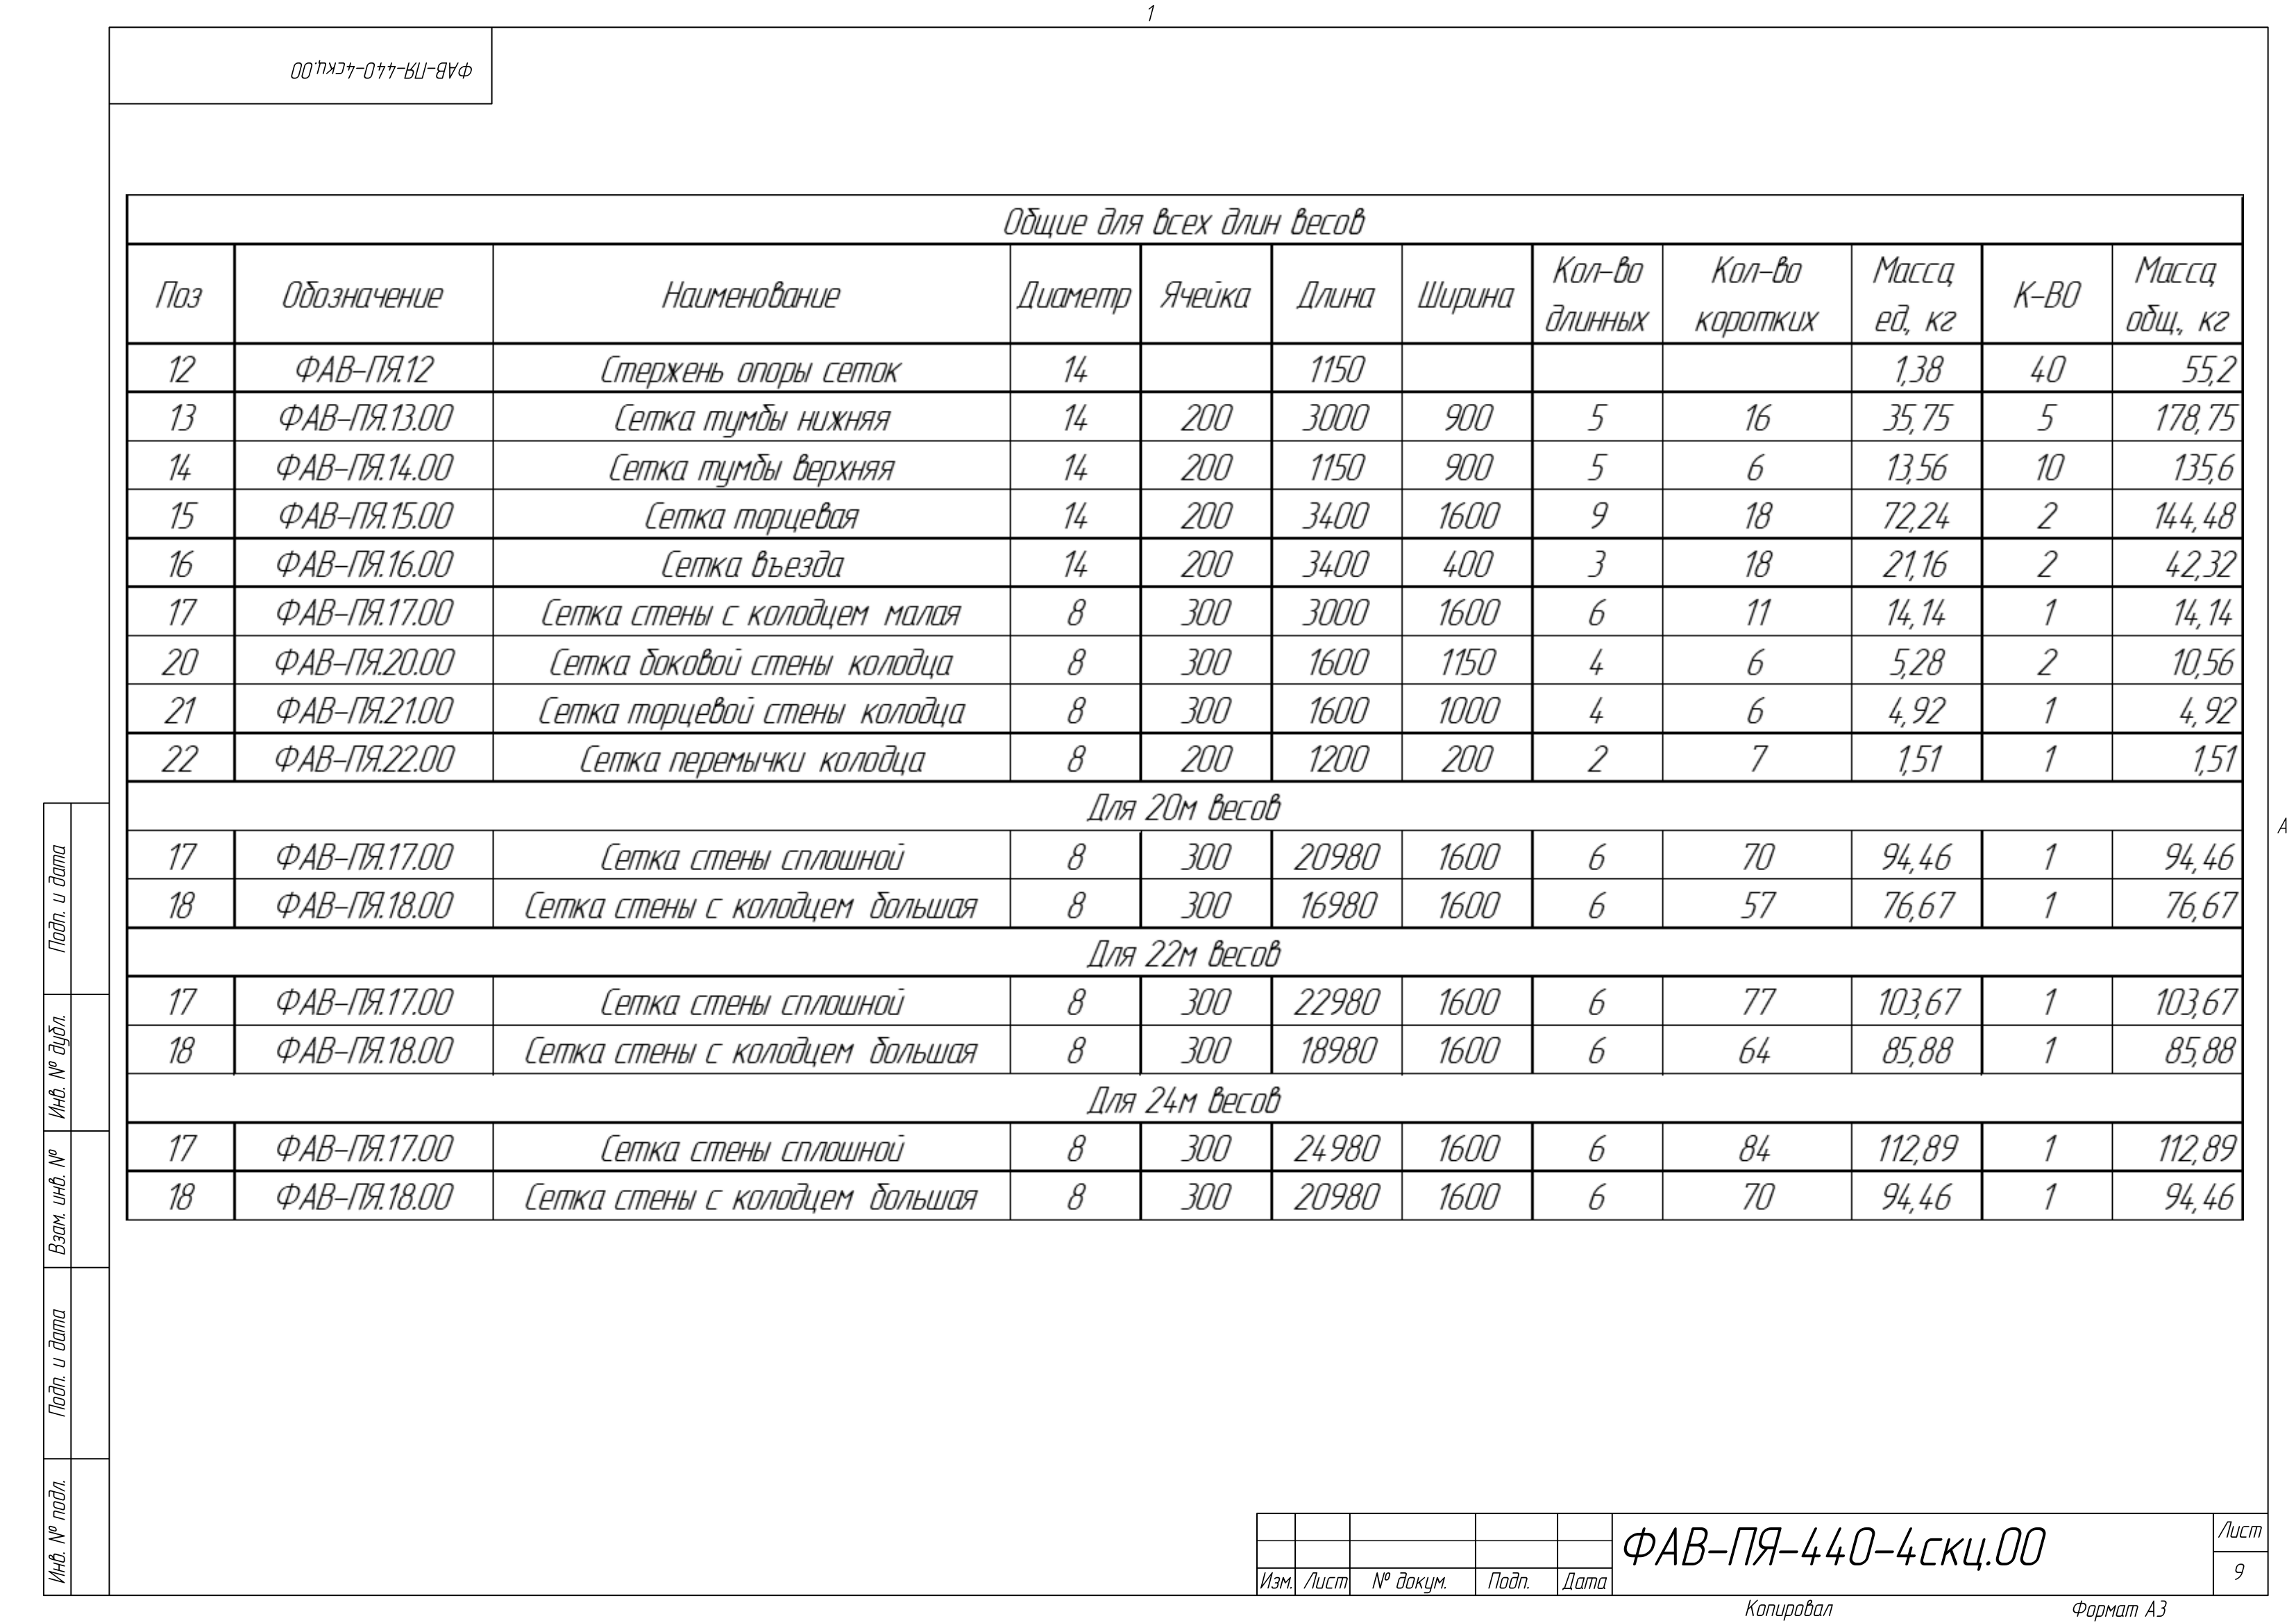 1
ФАВ-ПЯ-440-4скц.00
Общие для всех длин весов
Поз Обозначение Наименование Диаметр Ячейка Длина Ширина Кол-во длинных Кол-во коротких Масса ед., кг К-ВО Масса общ., кг
12 ФАВ-ПЯ.12 Стержень опоры сеток 14 1150 1,38 40 55,2
13 ФАВ-ПЯ.13.00 Сетка тумбы нижняя 14 200 3000 900 5 16 35,75 5 178,75
14 ФАВ-ПЯ.14.00 Сетка тумбы верхняя 14 200 1150 900 5 6 13,56 10 135,6
15 ФАВ-ПЯ.15.00 Сетка торцевая 14 200 3400 1600 9 18 72,24 2 144,48
16 ФАВ-ПЯ.16.00 Сетка въезда 14 200 3400 400 3 18 21,16 2 42,32
17 ФАВ-ПЯ.17.00 Сетка стены с колодцем малая 8 300 3000 1600 6 11 14,14 1 14,14
20 ФАВ-ПЯ.20.00 Сетка боковой стены колодца 8 300 1600 1150 4 6 5,28 2 10,56
21 ФАВ-ПЯ.21.00 Сетка торцевой стены колодца 8 300 1600 1000 4 6 4,92 1 4,92
22 ФАВ-ПЯ.22.00 Сетка перемычки колодца 8 200 1200 200 2 7 1,51 1 1,51
Для 20м весов
17 ФАВ-ПЯ.17.00 Сетка стены сплошной 8 300 20980 1600 6 70 94,46 1 94,46
18 ФАВ-ПЯ.18.00 Сетка стены с колодцем большая 8 300 16980 1600 6 57 76,67 1 76,67
Для 22м весов
17 ФАВ-ПЯ.17.00 Сетка стены сплошной 8 300 22980 1600 6 77 103,67 1 103,67
18 ФАВ-ПЯ.18.00 Сетка стены с колодцем большая 8 300 18980 1600 6 64 85,88 1 85,88
Для 24м весов
17 ФАВ-ПЯ.17.00 Сетка стены сплошной 8 300 24980 1600 6 84 112,89 1 112,89
18 ФАВ-ПЯ.18.00 Сетка стены с колодцем большая 8 300 20980 1600 6 70 94,46 1 94,46
А
Подп. и дата
Инв. № дубл.
Взам. инв. №
Подп. и дата
Инв. № подл.
Изм. Лист № докум. Подп. Дата
ФАВ-ПЯ-440-4скц.00
Лист
9
Копировал
Формат А3